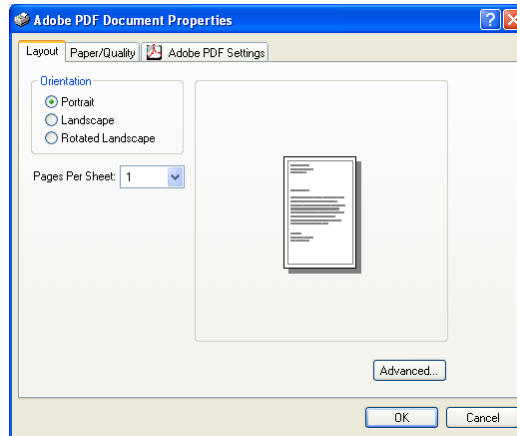 Adobe PDF Document Properties
Layout Paper/Quality Adobe PDF Settings
Orientation
Portrait
Landscape
Rotated Landscape
Pages Per Sheet: 1
Advanced...
OK Cancel